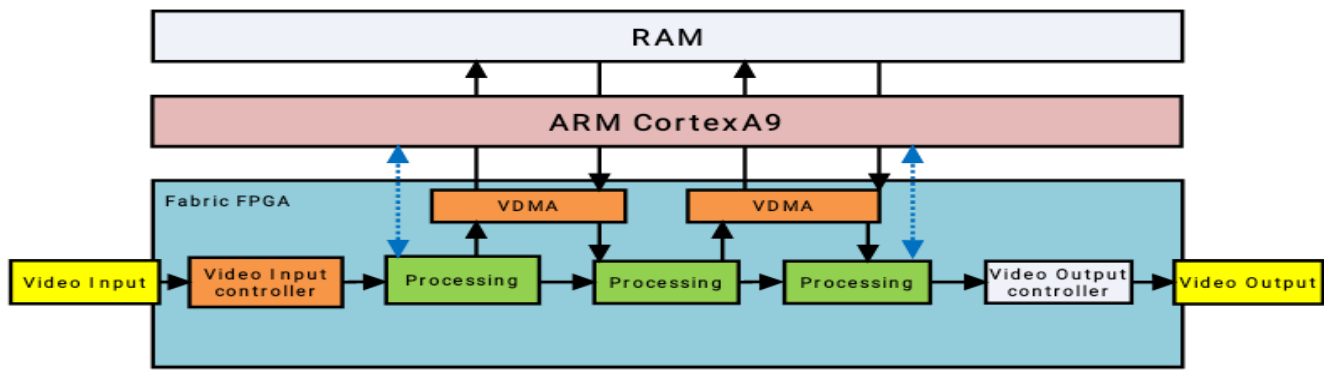 RAM
ARM CortexA9
Fabric FPGA
VDMA
VDMA
Video Input
Video Input
controller
Processing
Processing
Processing
Video Output
controller
Video Output